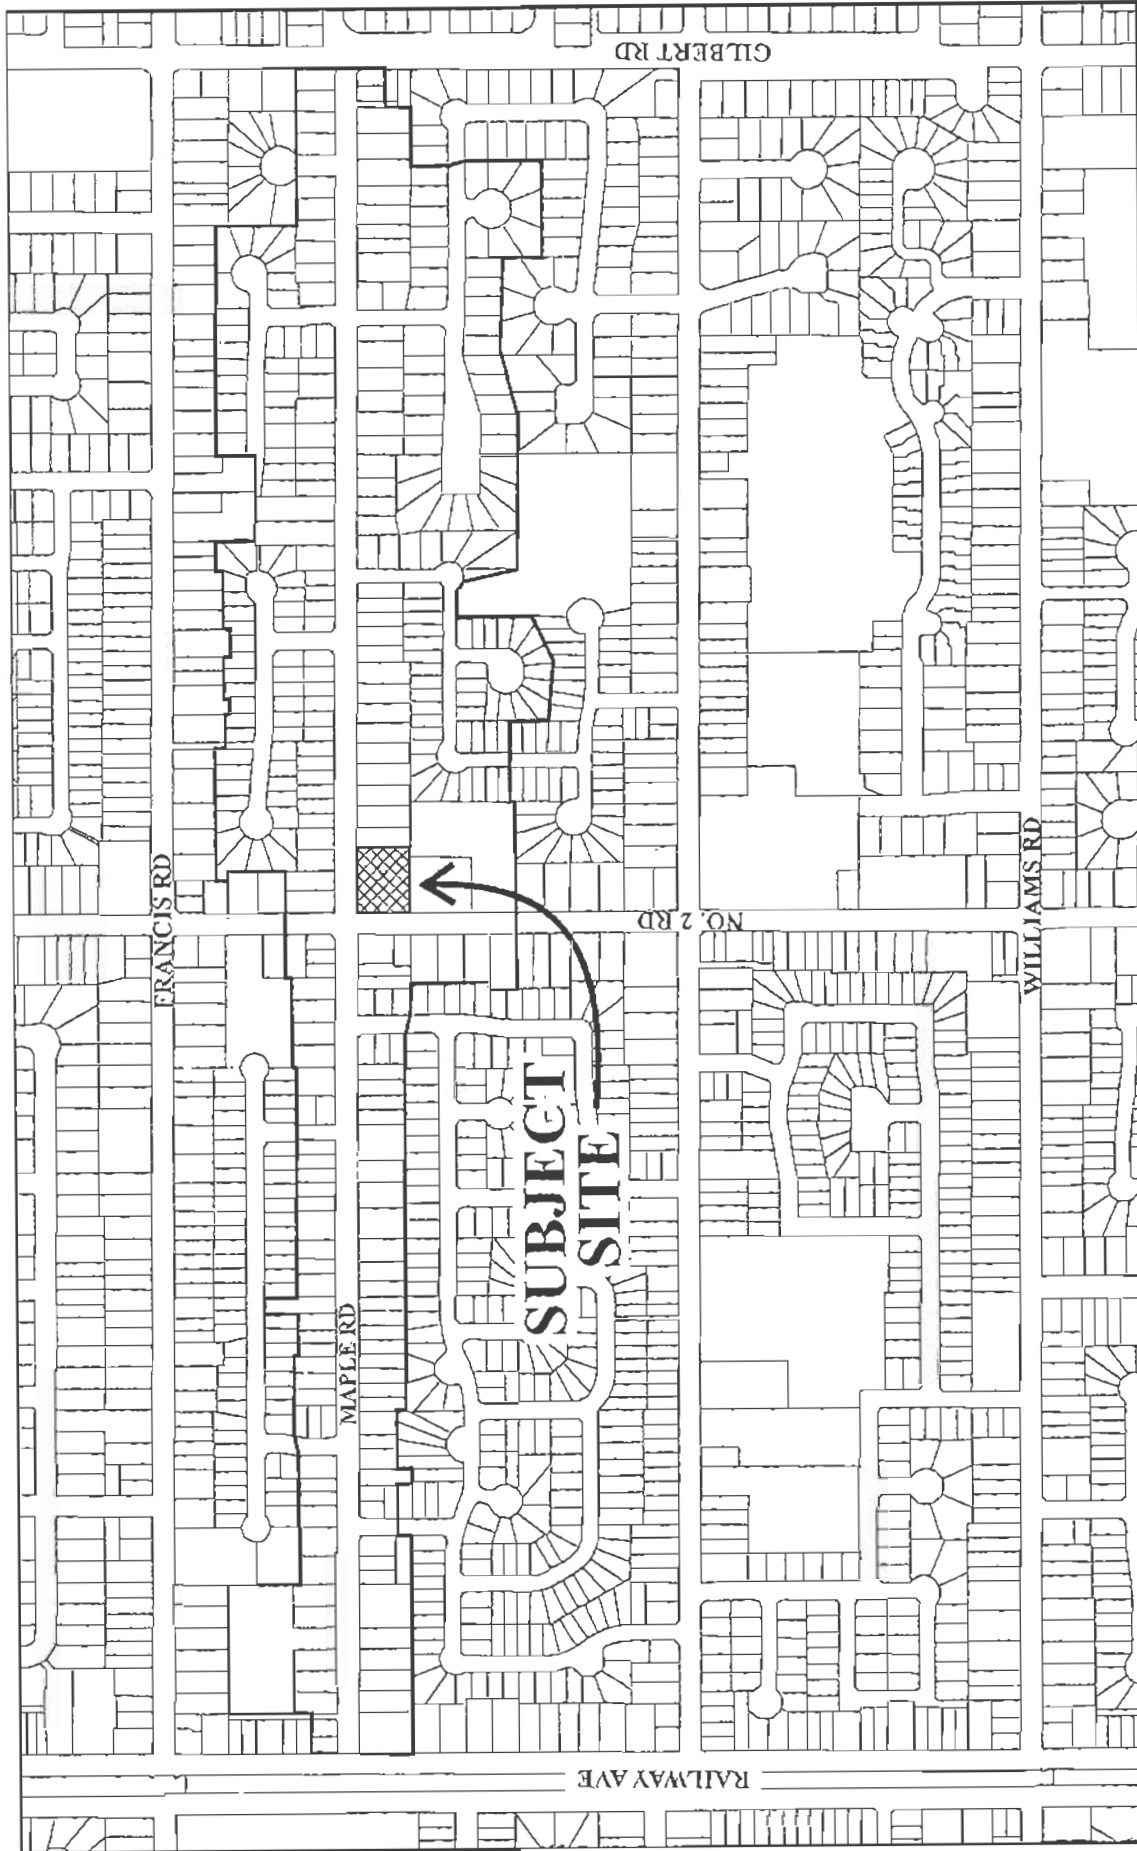 GILBERT RD
FRANCIS RD
NO. 2 RD
WILLIAMS RD
SUBJECT
SITE
MAPLE RD
RAILWAY AVE